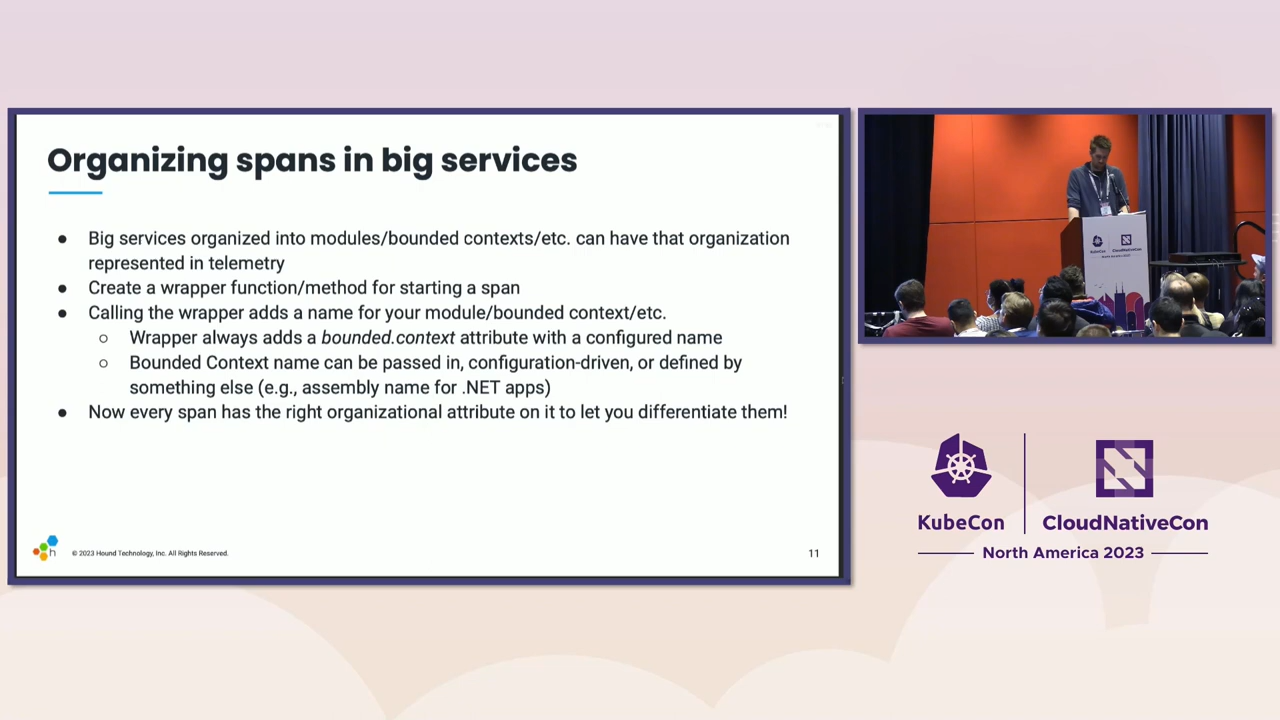 Organizing spans in big services
● Big services organized into modules/bounded contexts/etc. can have that organization
represented in telemetry
● Create a wrapper function/method for starting a span
● Calling the wrapper adds a name for your module/bounded context/etc.
○ Wrapper always adds a bounded.context attribute with a configured name
○ Bounded Context name can be passed in, configuration-driven, or defined by
something else (e.g., assembly name for .NET apps)
● Now every span has the right organizational attribute on it to let you differentiate them!
h
© 2023 Hound Technology, Inc. All Rights Reserved.
11
KubeCon
CloudNativeCon
KubeCon
CloudNativeCon
North America 2023